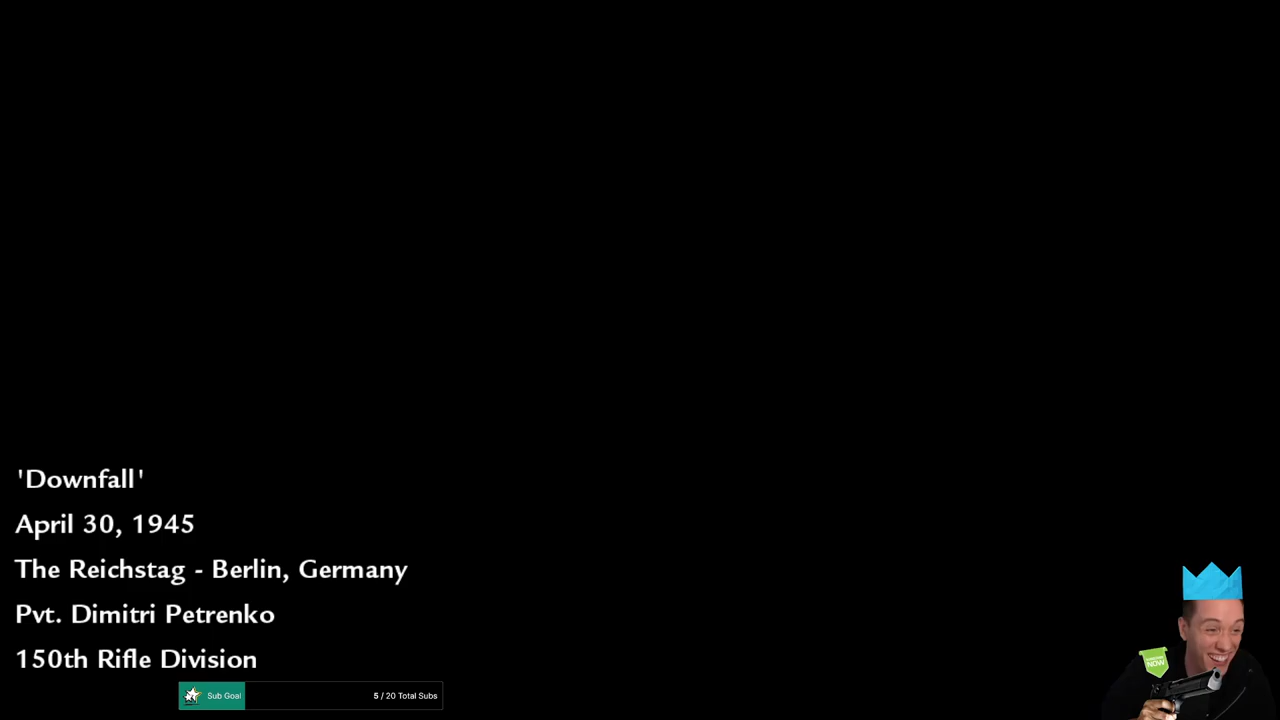 'Downfall'
April 30, 1945
The Reichstag - Berlin, Germany
Pvt. Dimitri Petrenko
150th Rifle Division
Sub Goal
5 / 20 Total Subs
NOW